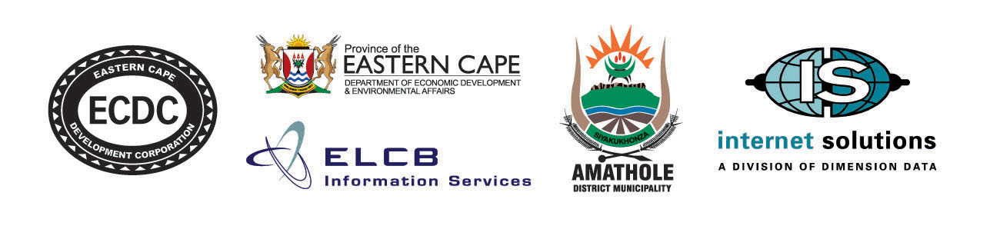 EASTERN CAPE
ECDC
DEVELOPMENT CORPORATION
Province of the
EASTERN CAPE
DEPARTMENT OF ECONOMIC DEVELOPMENT
& ENVIRONMENTAL AFFAIRS
ELCB
Information Services
SIYAKUKHONZA
AMATHOLE
DISTRICT MUNICIPALITY
IS
internet solutions
A DIVISION OF DIMENSION DATA